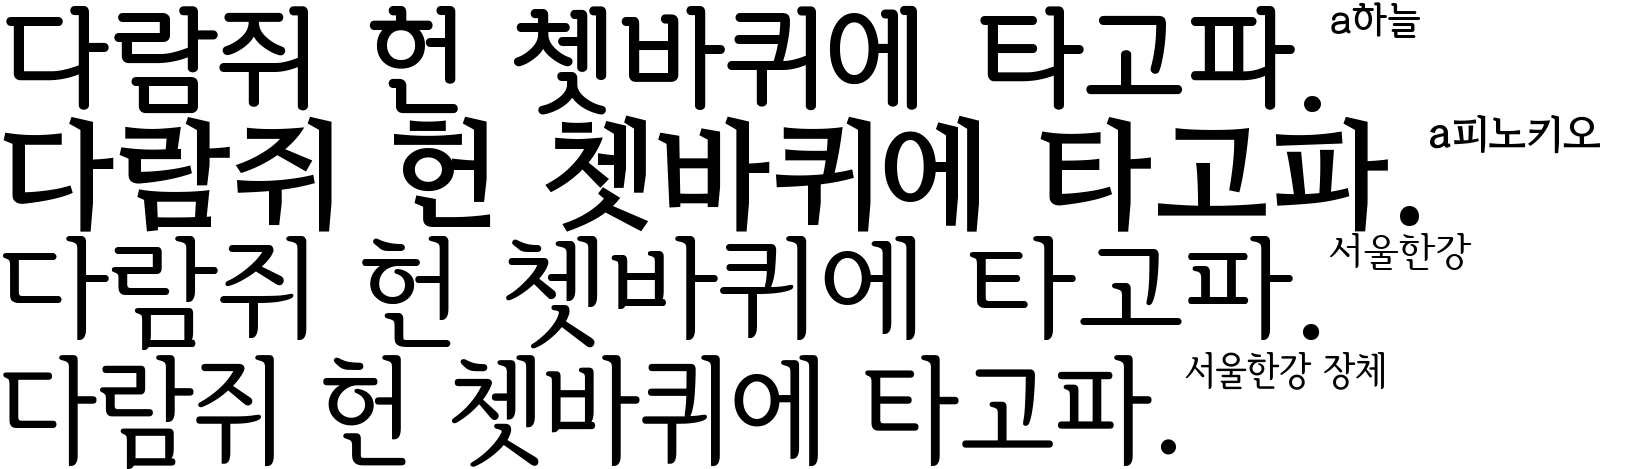 다람쥐 헌 쳇바퀴에 타고파. a하늘
다람쥐 헌 쳇바퀴에 타고파. a피노키오
다람쥐 헌 쳇바퀴에 타고파. 서울한강
다람쥐 헌 쳇바퀴에 타고파. 서울한강 장체